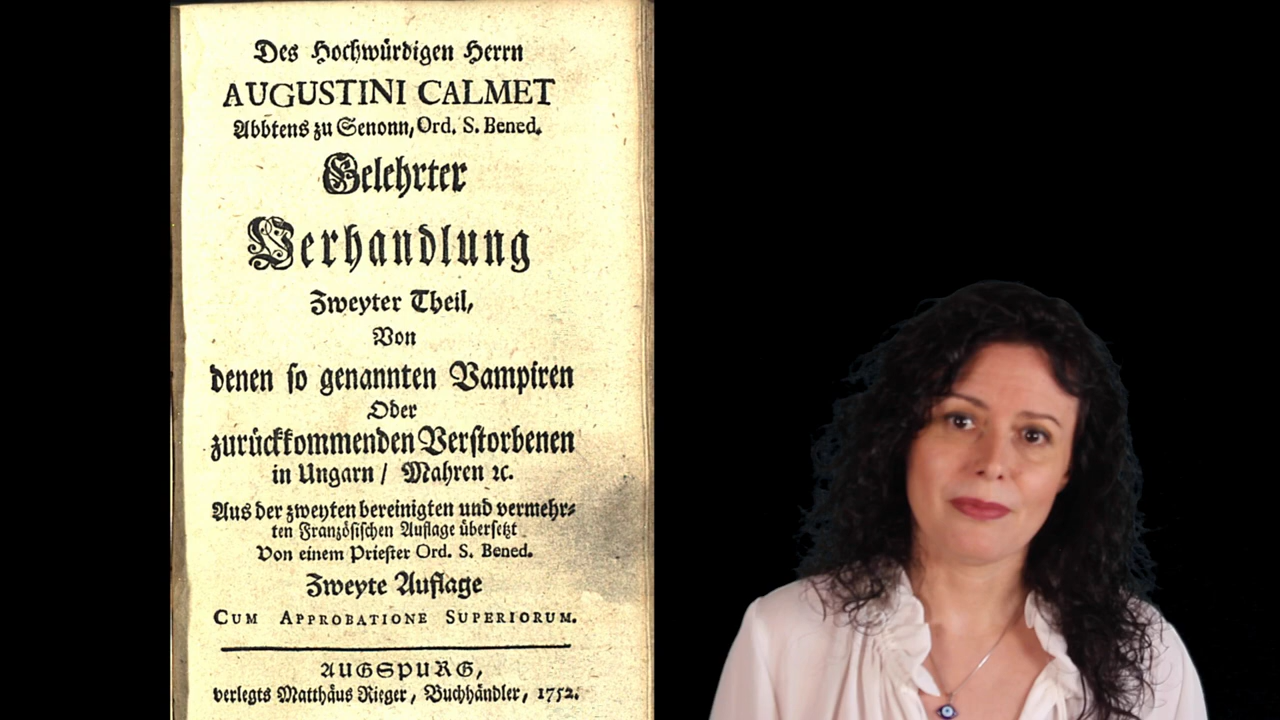 Des Hochwürdigen Herrn
AUGUSTINI CALMET
Abbtens zu Senonn, Ord. S. Bened.
Gelehrter
Verhandlung
Zweyter Theil,
Von
denen so genannten Vampiren
Oder
zurückkommenden Verstorbenen
in Ungarn / Mahren ꝛc.
Aus der zweyten bereinigten und vermehr⸗
ten Französischen Auflage übersetzt
Von einem Priester Ord. S. Bened.
Zweyte Auflage
CUM APPROBATIONE SUPERIORUM.
AUGSPURG,
verlegts Matthäus Rieger, Buchhändler, 1752.